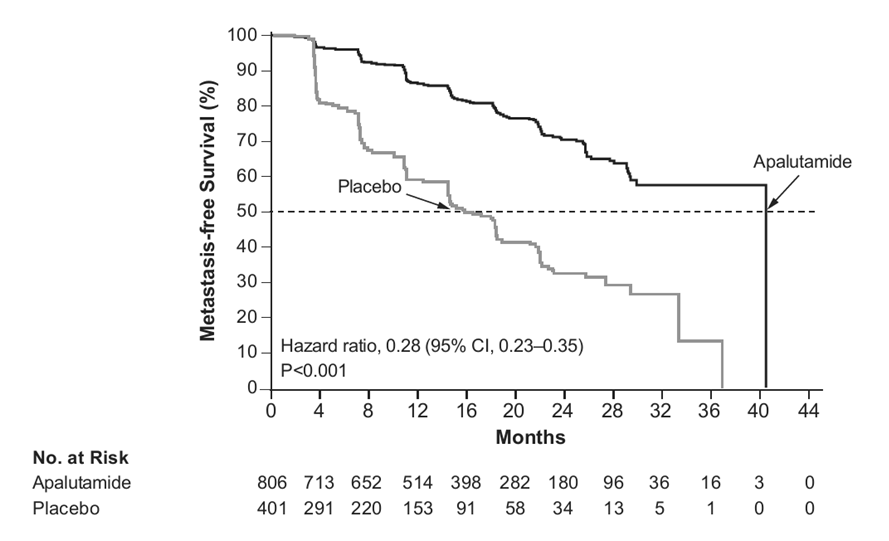 Metastasis-free Survival (%)
100
90
80
70
60
50
40
30
20
10
0
Placebo
Apalutamide
Hazard ratio, 0.28 (95% CI, 0.23–0.35)
P<0.001
0 4 8 12 16 20 24 28 32 36 40 44
Months
No. at Risk
Apalutamide 806 713 652 514 398 282 180 96 36 16 3 0
Placebo 401 291 220 153 91 58 34 13 5 1 0 0